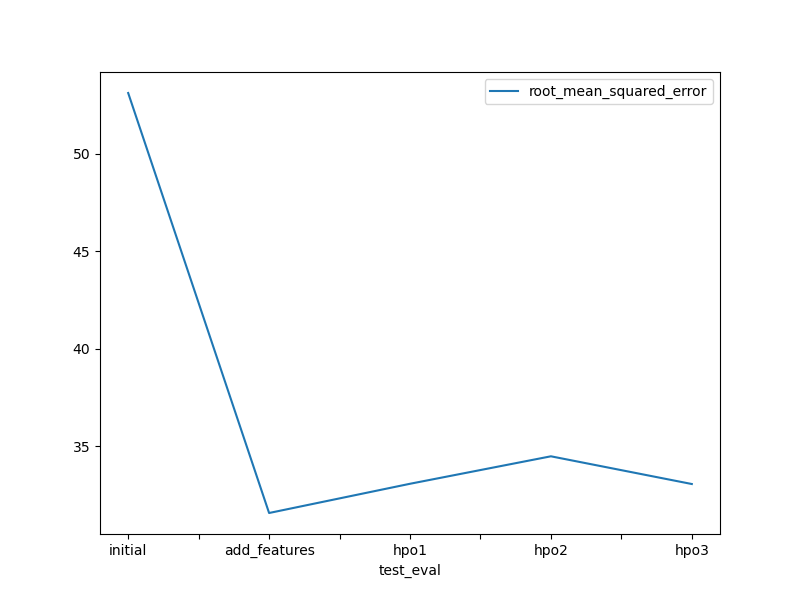 root_mean_squared_error
50
45
40
35
initial add_features hpo1 hpo2 hpo3
test_eval